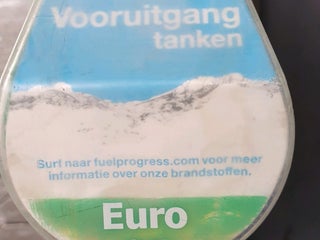 Vooruitgang
tanken
Surf naar fuelprogress.com voor meer
informatie over onze brandstoffen.
Euro